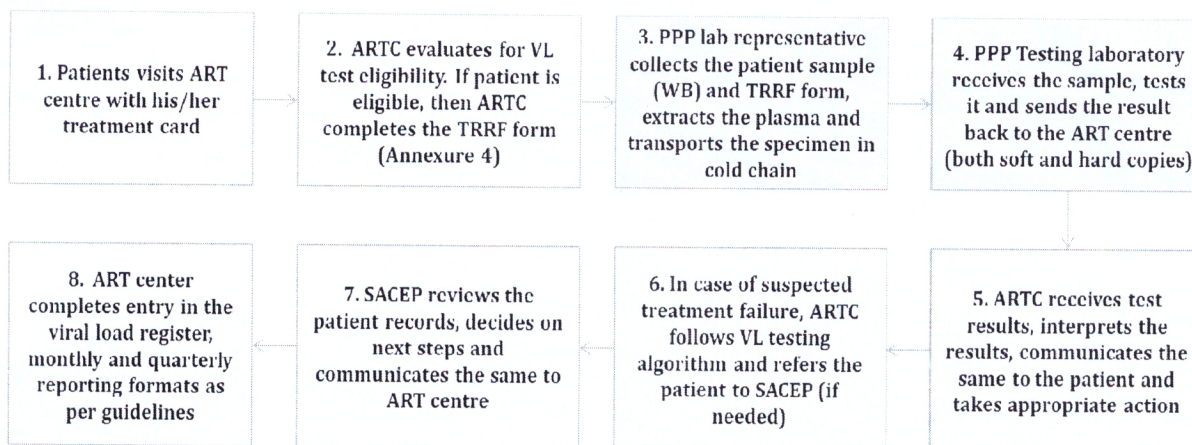 1. Patients visits ART
centre with his/her
treatment card
2. ARTC evaluates for VL
test eligibility. If patient is
eligible, then ARTC
completes the TRRF form
(Annexure 4)
3. PPP lab representative
collects the patient sample
(WB) and TRRF form,
extracts the plasma and
transports the specimen in
cold chain
4. PPP Testing laboratory
receives the sample, tests
it and sends the result
back to the ART centre
(both soft and hard copies)
5. ARTC receives test
results, interprets the
results, communicates the
same to the patient and
takes appropriate action
6. In case of suspected
treatment failure, ARTC
follows VL testing
algorithm and refers the
patient to SACEP (if
needed)
7. SACEP reviews the
patient records, decides on
next steps and
communicates the same to
ART centre
8. ART center
completes entry in the
viral load register,
monthly and quarterly
reporting formats as
per guidelines